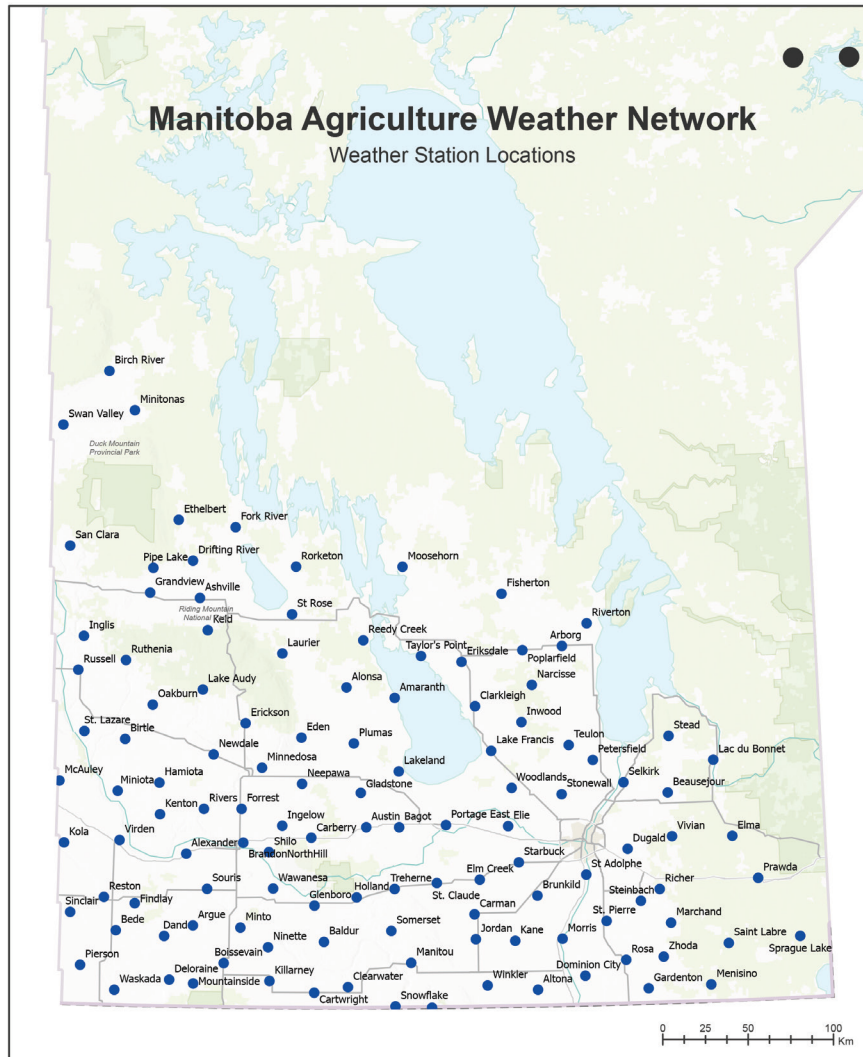 Manitoba Agriculture Weather Network
Weather Station Locations
Birch River
Minitonas
Swan Valley
Duck Mountain
Provincial Park
Ethelbert
Fork River
San Clara
Drifting River
Pipe Lake
Rorketon
Moosehorn
Grandview
Ashville
Fisherton
Riding Mountain
National
St Rose
Riverton
Keld
Inglis
Reedy Creek
Arborg
Laurier
Taylor's Point
Eriksdale
Poplarfield
Ruthenia
Russell
Narcisse
Lake Audy
Alonsa
Amaranth
Oakburn
Clarkleigh
St. Lazare
Birtle
Erickson
Inwood
Eden
Plumas
Stead
Newdale
Lake Francis
Teulon
Petersfield
Lac du Bonnet
Minnedosa
Lakeland
McAuley
Miniota
Hamiota
Neepawa
Gladstone
Woodlands
Stonewall
Selkirk
Beausejour
Kenton
Rivers
Forrest
Ingelow
Carberry
Austin
Bagot
Portage East
Elie
Kola
Virden
Vivian
Elma
Alexander
Shilo
BrandonNorthHill
Dugald
Starbuck
St Adolphe
Prawda
Souris
Wawanesa
Holland
Treherne
Elm Creek
St. Claude
Brunkild
Steinbach
Richer
Reston
Findlay
Glenboro
Sinclair
Bede
Dand
Argue
Minto
Ninette
Baldur
Somerset
Carman
Jordan
Kane
Morris
St. Pierre
Marchand
Saint Labre
Sprague Lake
Pierson
Boissevain
Manitou
Rosa
Zhoda
Waskada
Deloraine
Mountainside
Killarney
Clearwater
Cartwright
Snowflake
Winkler
Altona
Dominion City
Gardenton
Menisino
0 25 50 75 100
Km